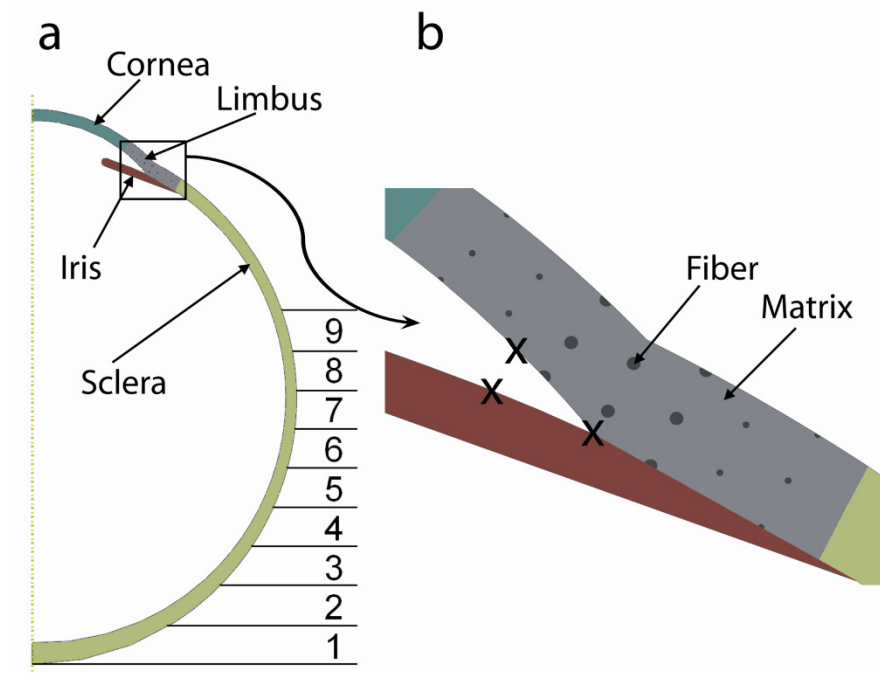 a
Cornea
Limbus
Iris
Sclera
9
8
7
6
5
4
3
2
1
b
Fiber
Matrix
X
X
X